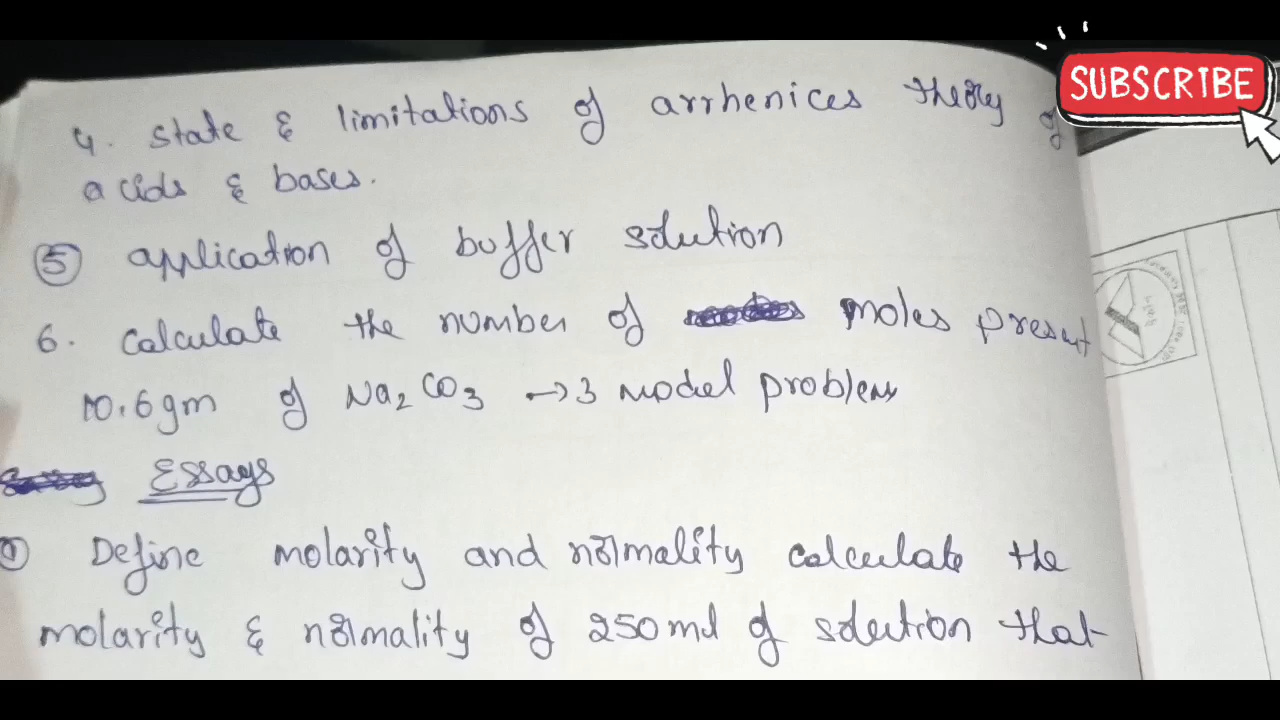 SUBSCRIBE
4. State & limitations of arrhenices theory of
acids & bases.
5 application of buffer solution
6. Calculate the number of moles present
10.6gm of Na₂CO₃ → 3 model problems
Essays
Define molarity and normality calculate the
molarity & normality of 250ml of solution that